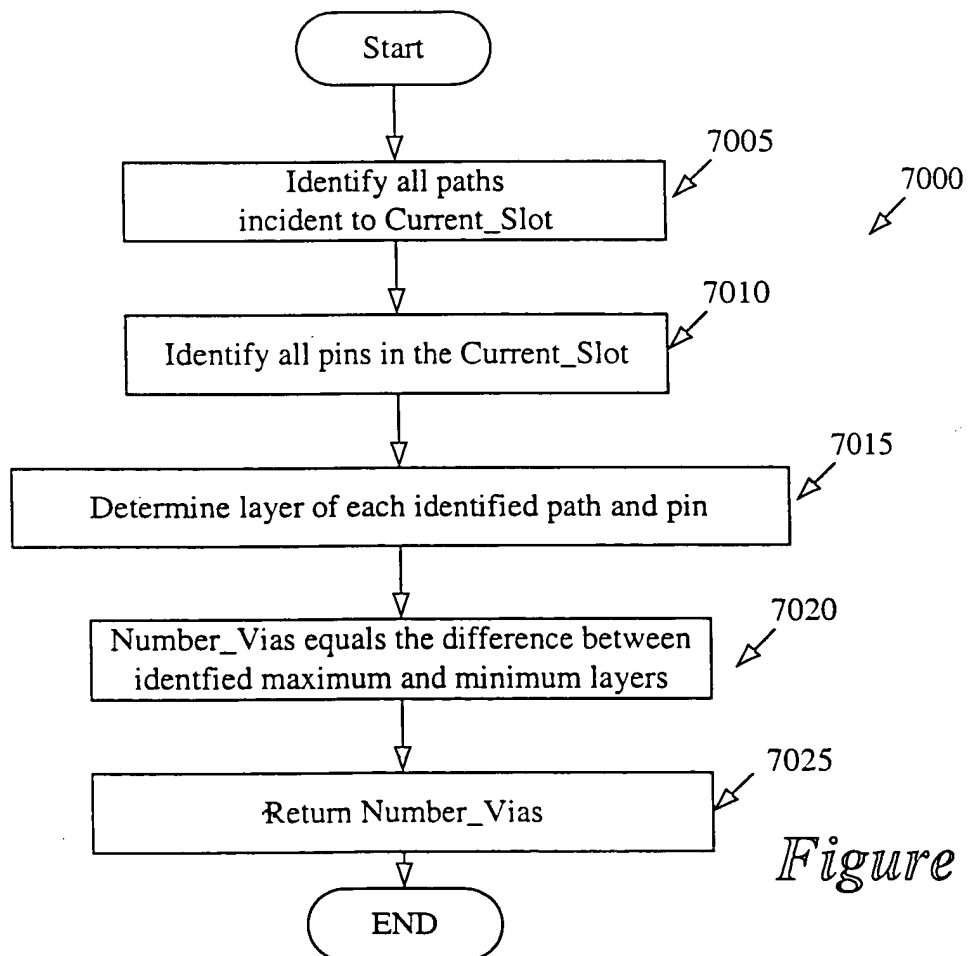 Start
7005
Identify all paths
incident to Current_Slot
7000
7010
Identify all pins in the Current_Slot
7015
Determine layer of each identified path and pin
7020
Number_Vias equals the difference between
identfied maximum and minimum layers
7025
Return Number_Vias
Figure
END